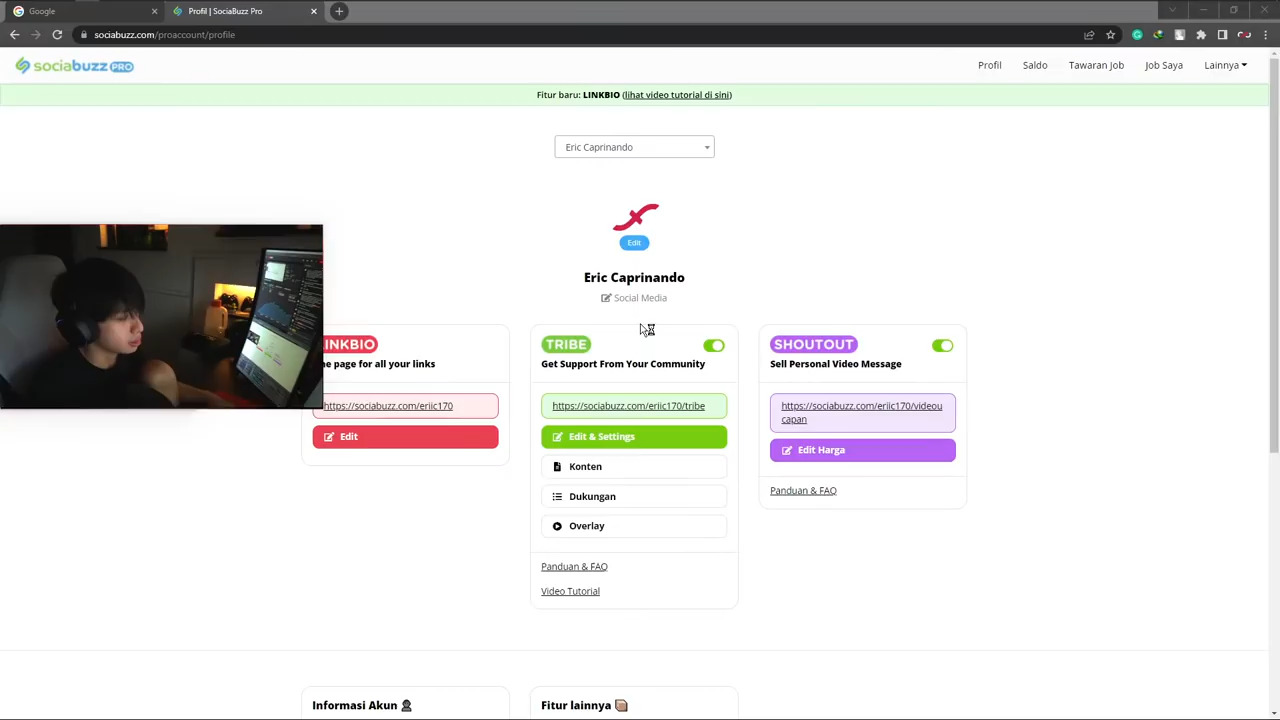 Google
Profil | SociaBuzz Pro
sociabuzz.com/proaccount/profile
sociabuzz PRO
Profil
Saldo
Tawaran Job
Job Saya
Lainnya
Fitur baru: LINKBIO (lihat video tutorial di sini)
Eric Caprinando
Edit
Eric Caprinando
Social Media
LINKBIO
e page for all your links
https://sociabuzz.com/eriic170
Edit
TRIBE
Get Support From Your Community
https://sociabuzz.com/eriic170/tribe
Edit & Settings
Konten
Dukungan
Overlay
Panduan & FAQ
Video Tutorial
SHOUTOUT
Sell Personal Video Message
https://sociabuzz.com/eriic170/videou
capan
Edit Harga
Panduan & FAQ
Informasi Akun
Fitur lainnya